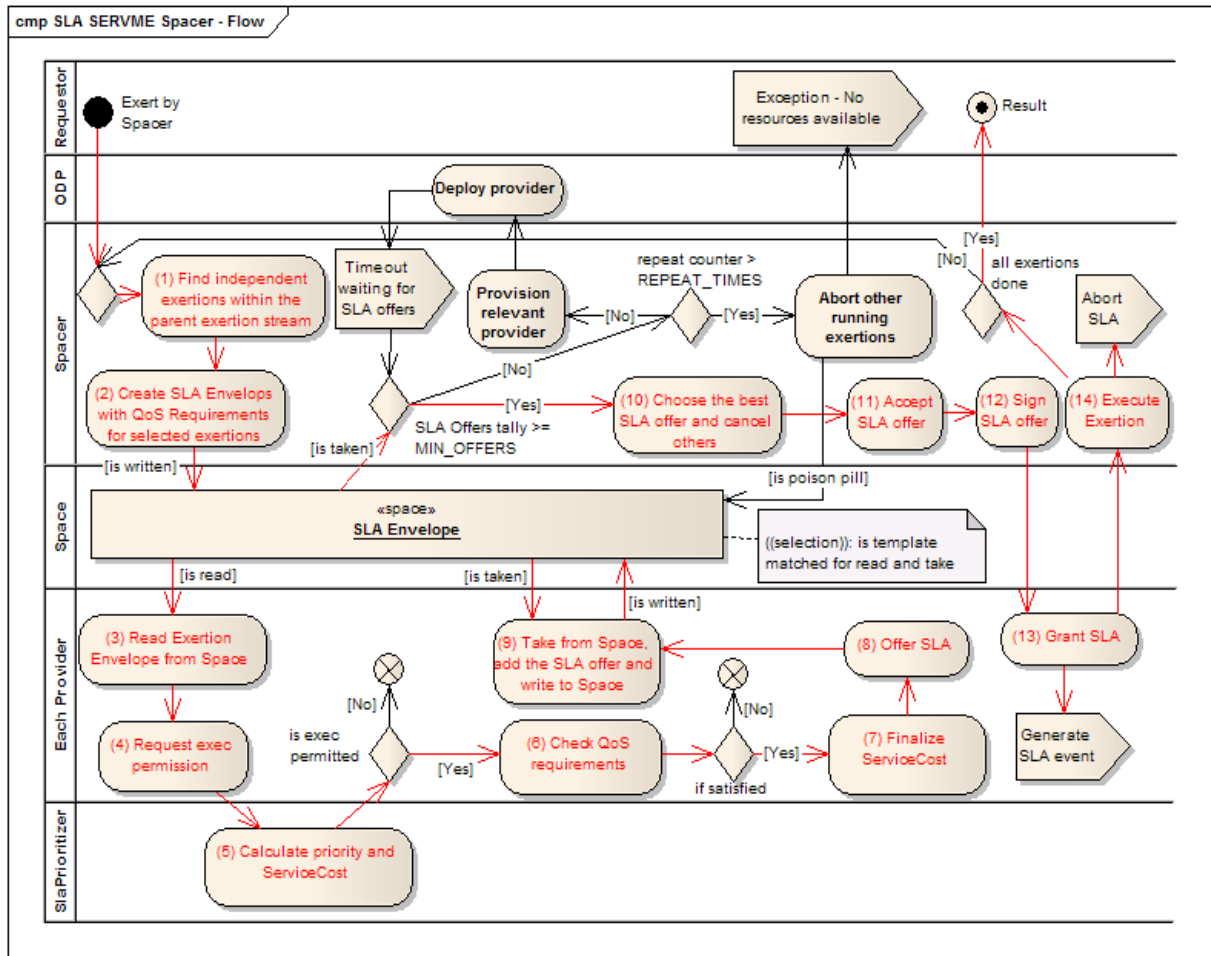 cmp SLA SERVME Spacer - Flow
Requestor
Exert by
Spacer
Exception - No
resources available
Result
ODP
Deploy provider
Spacer
(1) Find independent
exertions within the
parent exertion stream
Timeout
waiting for
SLA offers
Provision
relevant
provider
repeat counter >
REPEAT_TIMES
[No]
[Yes]
Abort other
running
exertions
[Yes]
[No]
all exertions
done
Abort
SLA
(2) Create SLA Envelops
with QoS Requirements
for selected exertions
[No]
[Yes]
SLA Offers tally >=
MIN_OFFERS
(10) Choose the best
SLA offer and cancel
others
(11) Accept
SLA offer
(12) Sign
SLA offer
(14) Execute
Exertion
[is written]
[is taken]
[is poison pill]
Space
«space»
SLA Envelope
((selection)): is template
matched for read and take
[is read]
[is taken]
[is written]
Each Provider
(3) Read Exertion
Envelope from Space
(9) Take from Space,
add the SLA offer and
write to Space
(8) Offer SLA
(13) Grant SLA
[No]
[No]
(4) Request exec
permission
is exec
permitted
[Yes]
(6) Check QoS
requirements
if satisfied
[Yes]
(7) Finalize
ServiceCost
Generate
SLA event
SlaPrioritizer
(5) Calculate priority and
ServiceCost